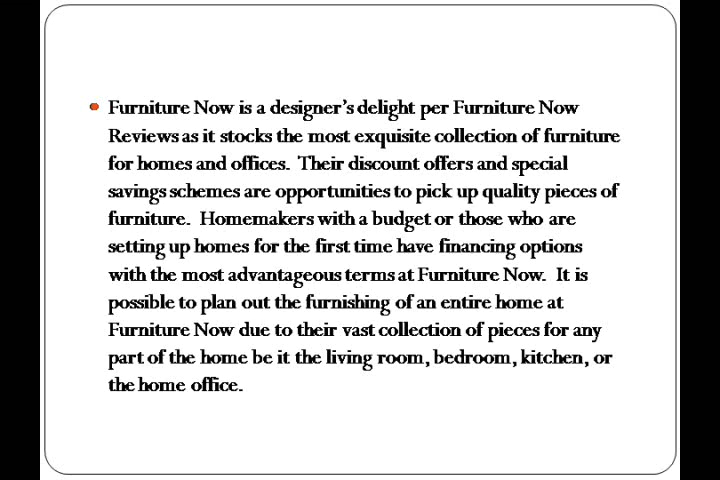 Furniture Now is a designer's delight per Furniture Now
Reviews as it stocks the most exquisite collection of furniture
for homes and offices. Their discount offers and special
savings schemes are opportunities to pick up quality pieces of
furniture. Homemakers with a budget or those who are
setting up homes for the first time have financing options
with the most advantageous terms at Furniture Now. It is
possible to plan out the furnishing of an entire home at
Furniture Now due to their vast collection of pieces for any
part of the home be it the living room, bedroom, kitchen, or
the home office.